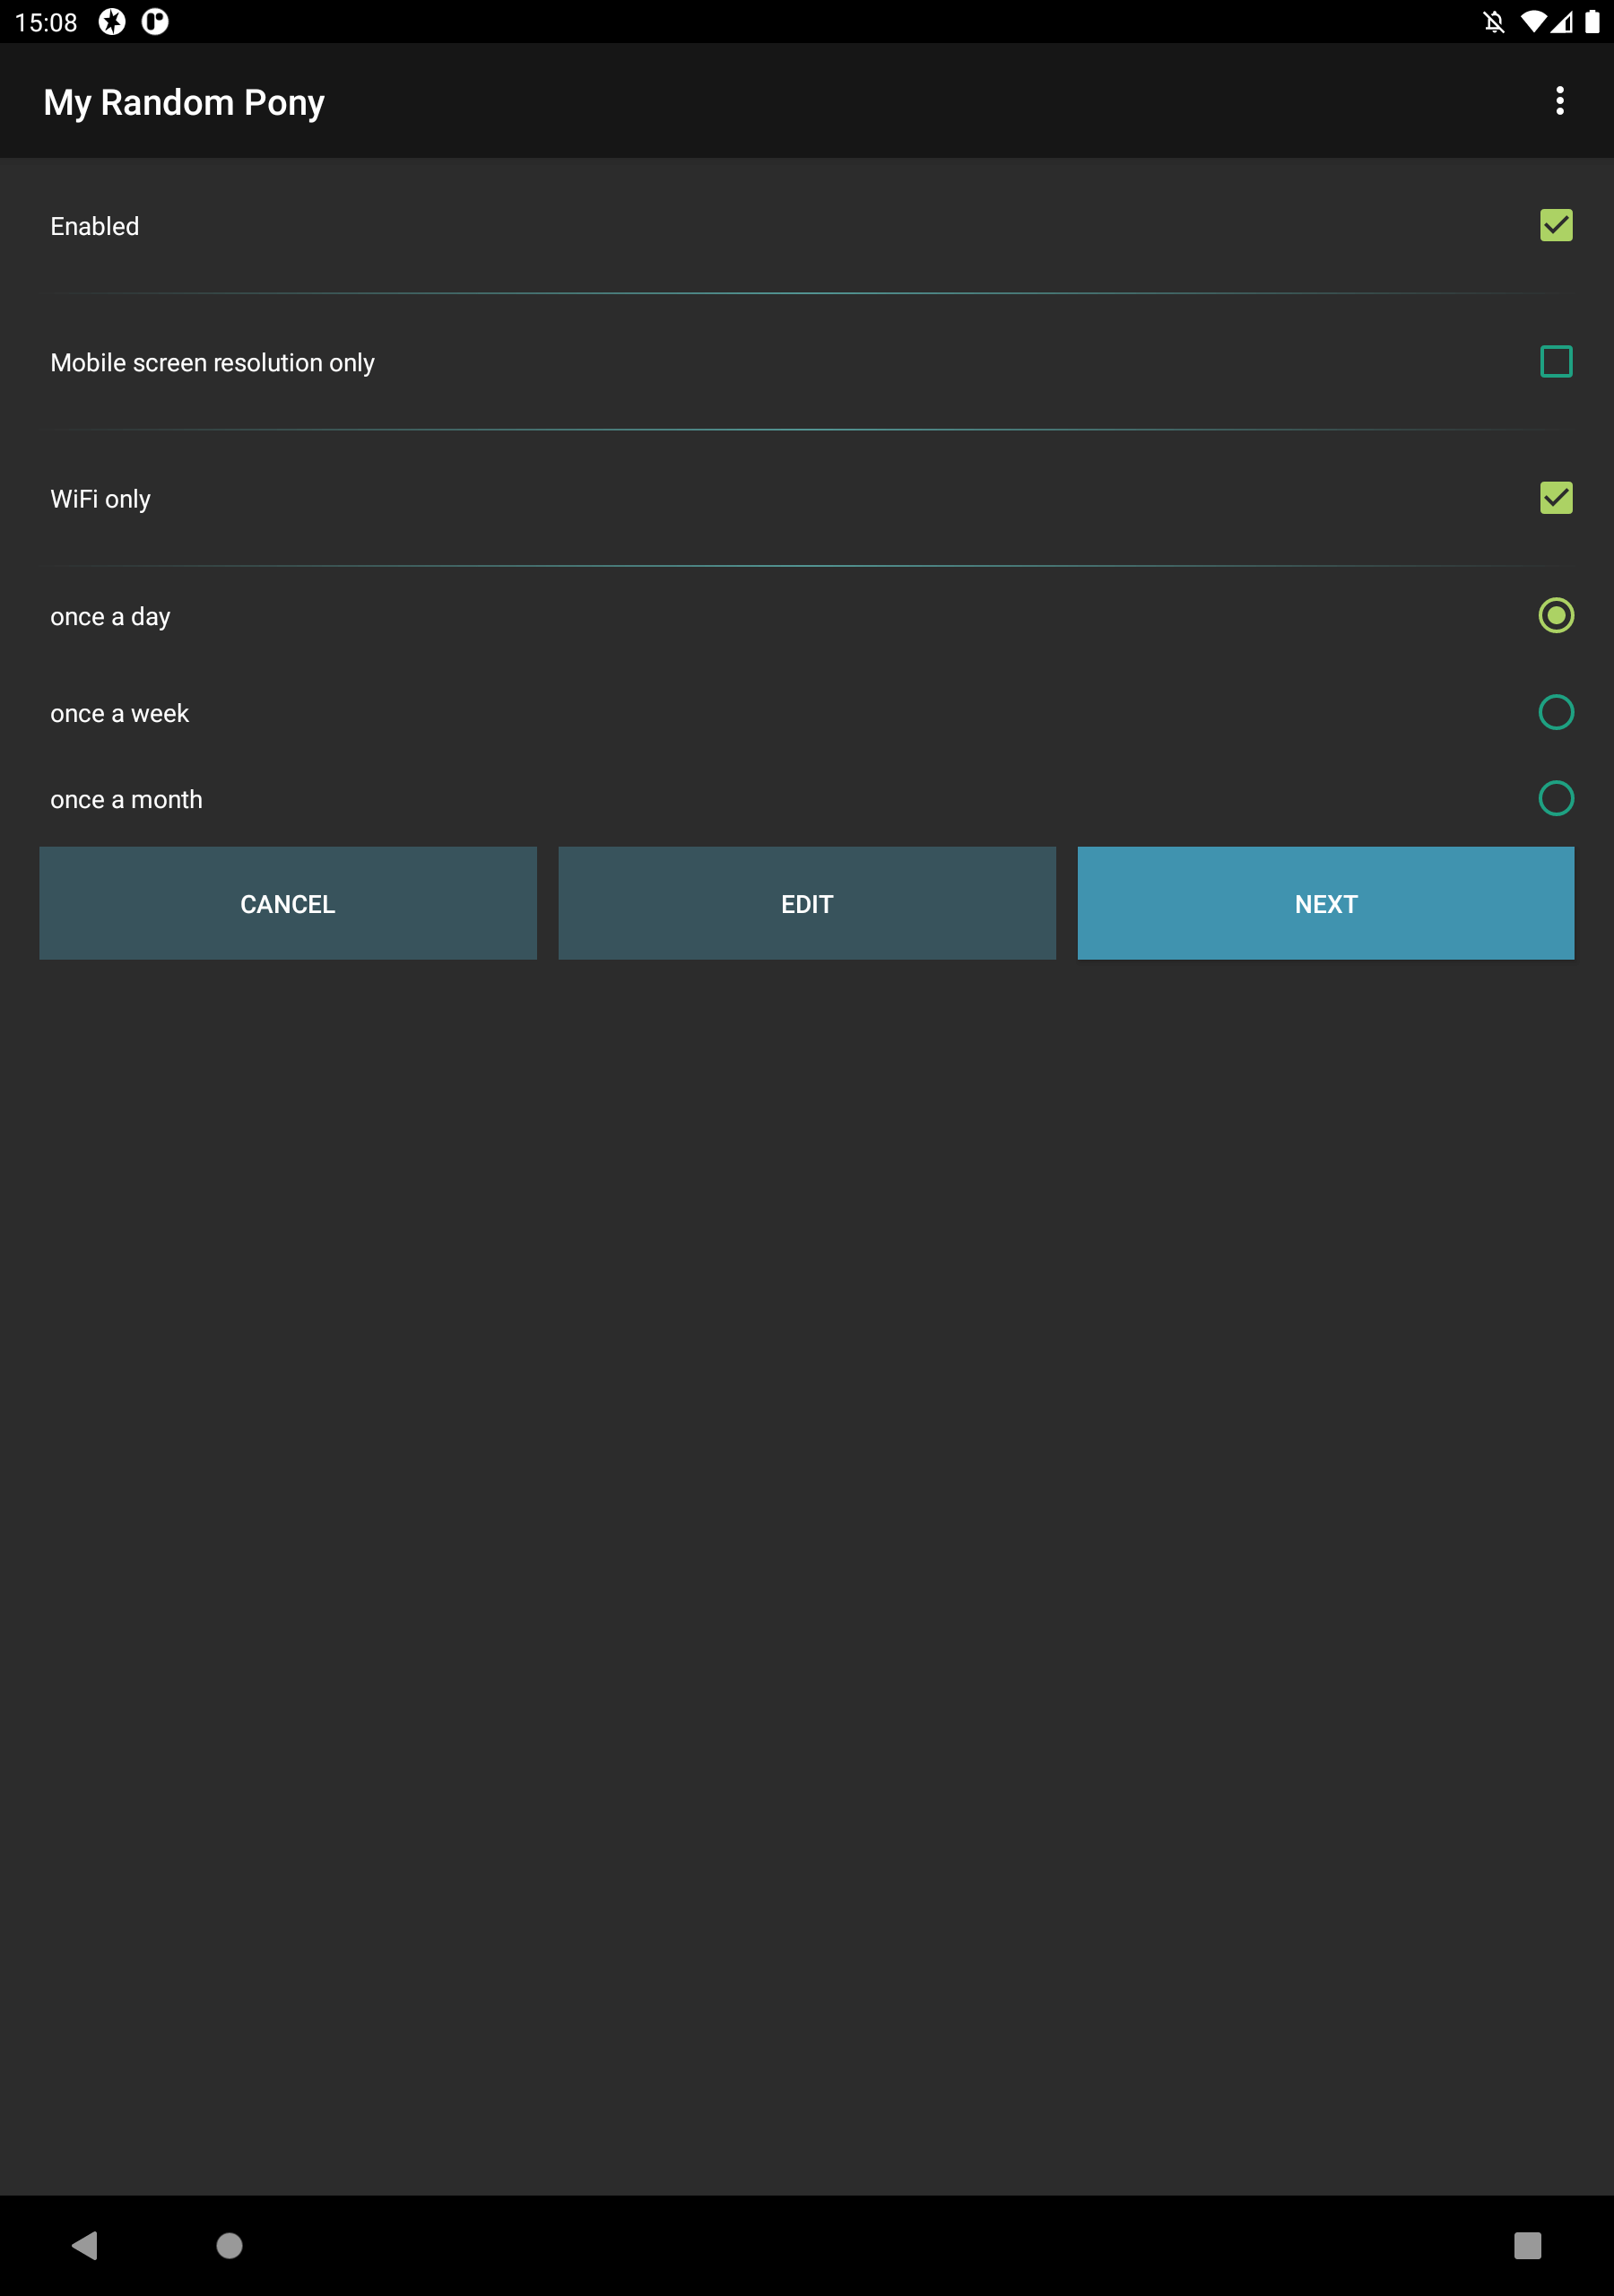 15:08
My Random Pony
Enabled
Mobile screen resolution only
WiFi only
once a day
once a week
once a month
CANCEL EDIT NEXT